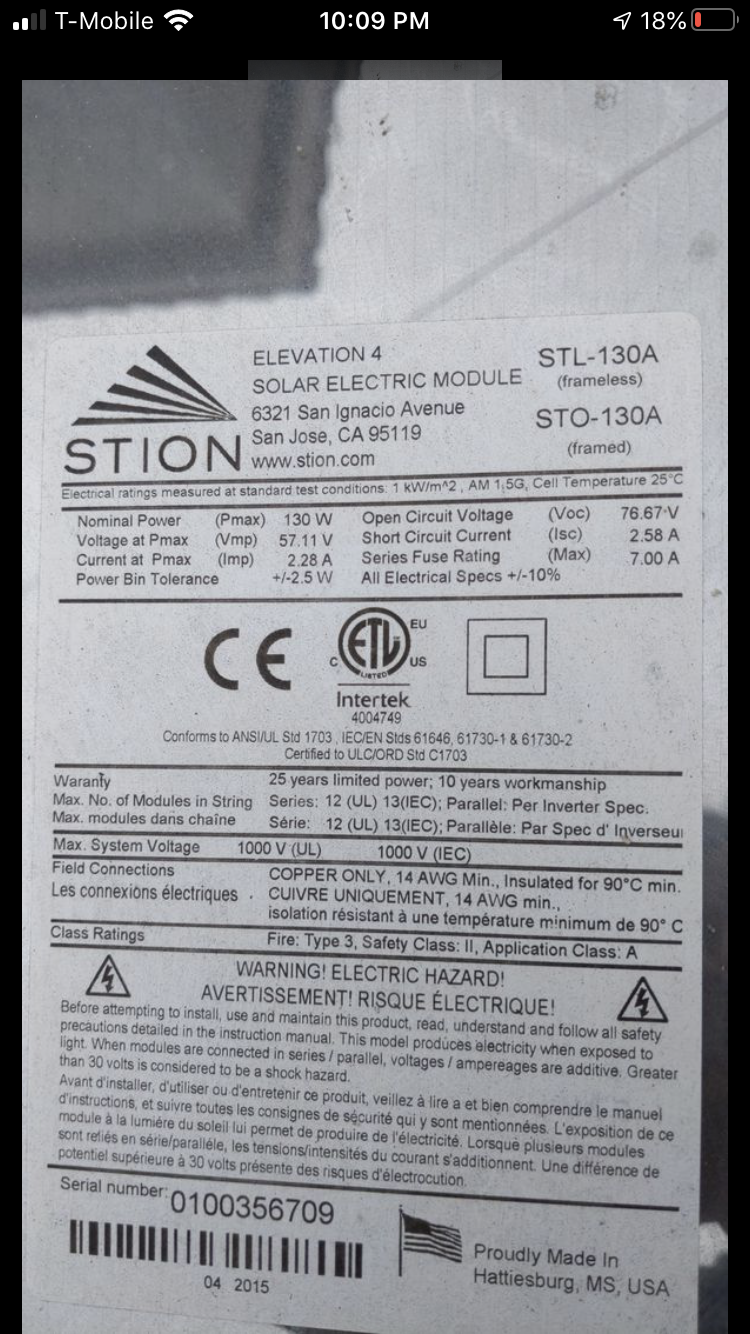 T-Mobile 10:09 PM 18%
STION
ELEVATION 4
SOLAR ELECTRIC MODULE
6321 San Ignacio Avenue
San Jose, CA 95119
www.stion.com
STL-130A
(frameless)
STO-130A
(framed)
Electrical ratings measured at standard test conditions: 1 kW/m^2 , AM 1.5G, Cell Temperature 25°C
Nominal Power (Pmax) 130 W Open Circuit Voltage (Voc) 76.67 V
Voltage at Pmax (Vmp) 57.11 V Short Circuit Current (Isc) 2.58 A
Current at Pmax (Imp) 2.28 A Series Fuse Rating (Max) 7.00 A
Power Bin Tolerance +/-2.5 W All Electrical Specs +/-10%
CE
C ETL LISTED EU US
Intertek
4004749
Conforms to ANSI/UL Std 1703 , IEC/EN Stds 61646, 61730-1 & 61730-2
Certified to ULC/ORD Std C1703
Waranty 25 years limited power; 10 years workmanship
Max. No. of Modules in String Series: 12 (UL) 13(IEC); Parallel: Per Inverter Spec.
Max. modules dans chaîne Série: 12 (UL) 13(IEC); Parallèle: Par Spec d' Inverseur
Max. System Voltage 1000 V (UL) 1000 V (IEC)
Field Connections COPPER ONLY, 14 AWG Min., Insulated for 90°C min.
Les connexions électriques CUIVRE UNIQUEMENT, 14 AWG min.,
isolation résistant à une température minimum de 90° C
Class Ratings Fire: Type 3, Safety Class: II, Application Class: A
WARNING! ELECTRIC HAZARD!
AVERTISSEMENT! RISQUE ÉLECTRIQUE!
Before attempting to install, use and maintain this product, read, understand and follow all safety
precautions detailed in the instruction manual. This model produces electricity when exposed to
light. When modules are connected in series / parallel, voltages / ampereages are additive. Greater
than 30 volts is considered to be a shock hazard.
Avant d'installer, d'utiliser ou d'entretenir ce produit, veillez à lire a et bien comprendre le manuel
d'instructions, et suivre toutes les consignes de sécurité qui y sont mentionnées. L'exposition de ce
module à la lumiére du soleil lui permet de produire de l'électricité. Lorsque plusieurs modules
sont reliés en série/paralléle, les tensions/intensités du courant s'additionnent. Une différence de
potentiel supérieure à 30 volts présente des risques d'électrocution.
Serial number: 0100356709
04 2015
Proudly Made In
Hattiesburg, MS, USA